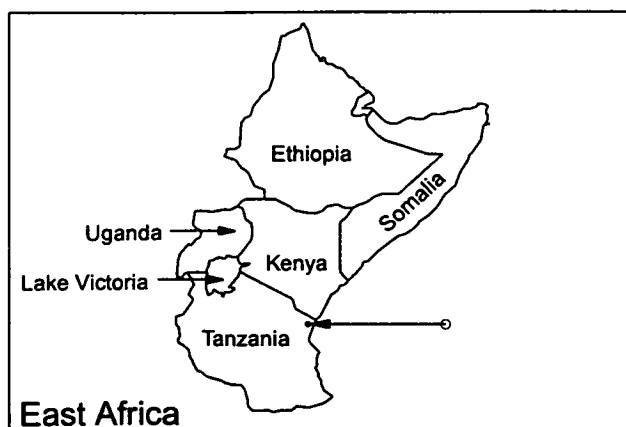 Ethiopia
Somalia
Uganda
Kenya
Lake Victoria
Tanzania
East Africa